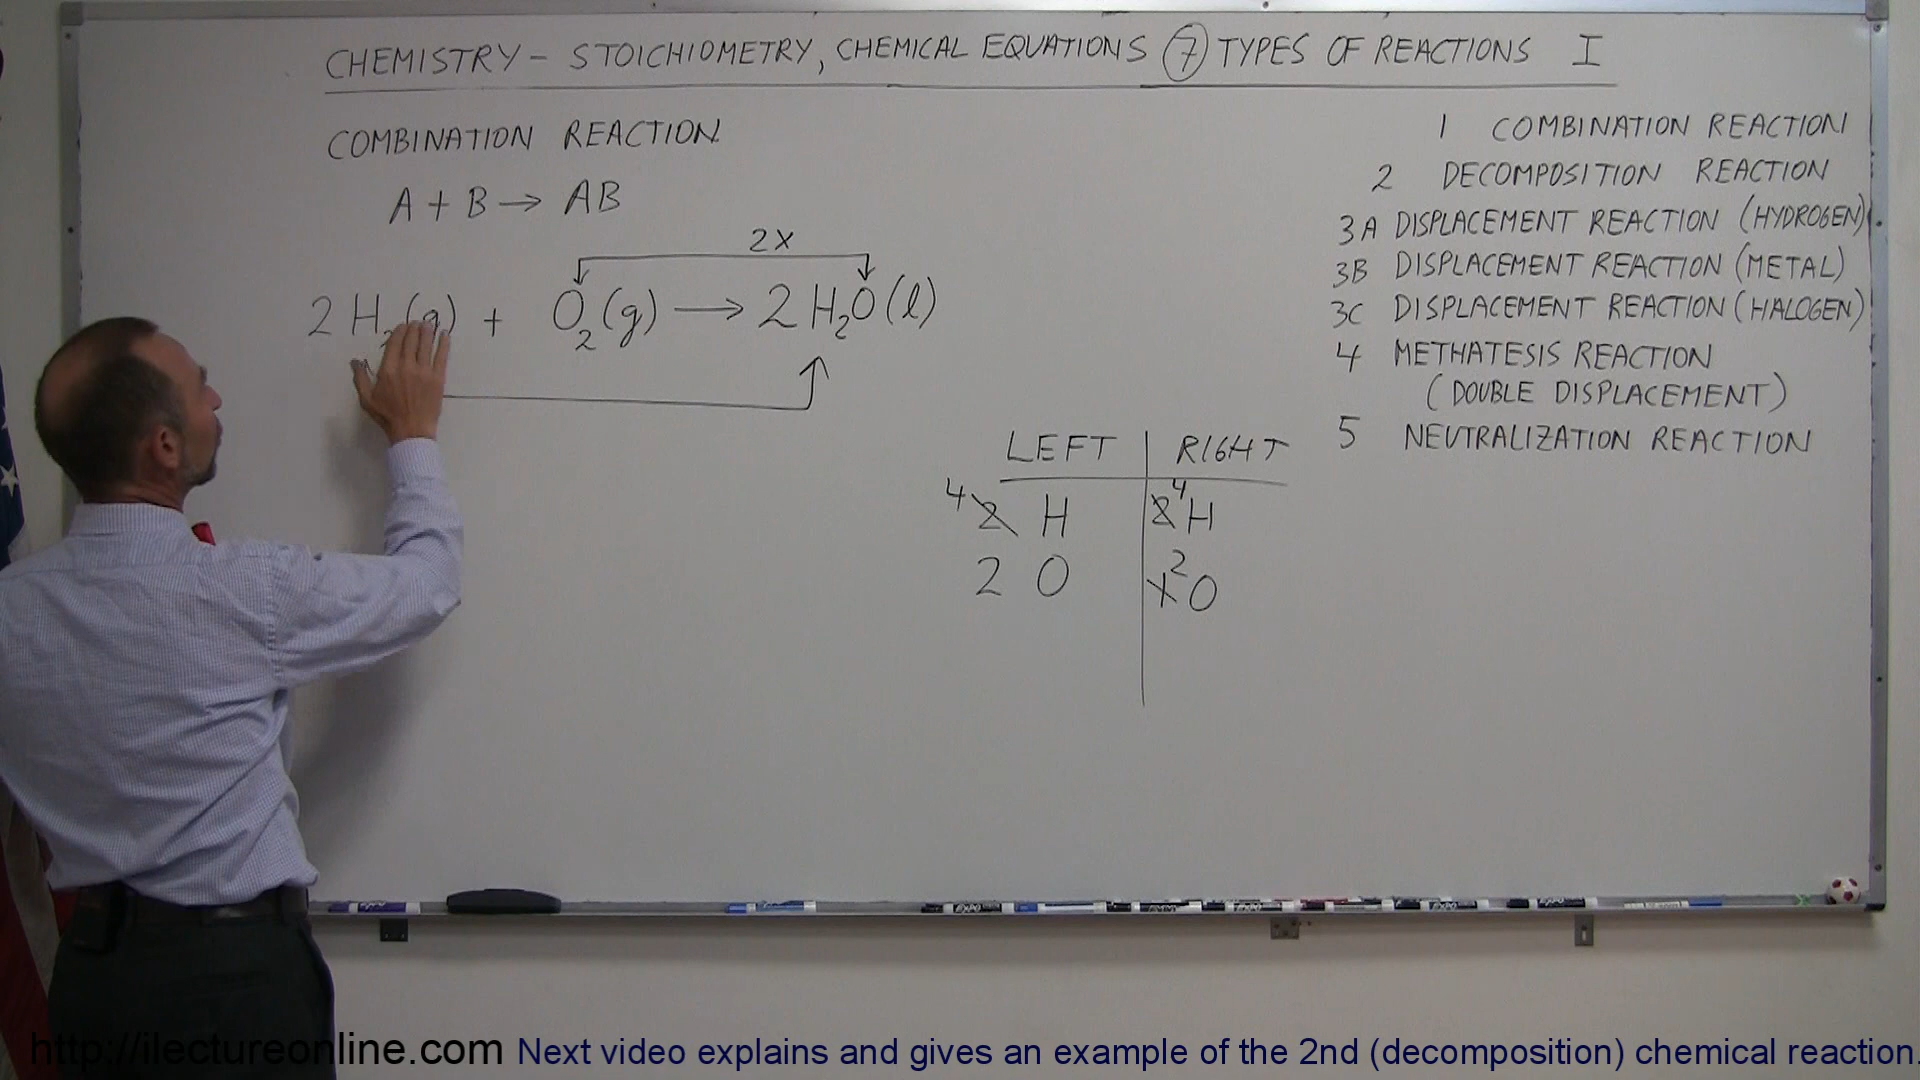 CHEMISTRY – STOICHIOMETRY, CHEMICAL EQUATIONS 7 TYPES OF REACTIONS I
COMBINATION REACTION
A + B → AB
2X
2 H2(g) + O2(g) → 2 H2O(l)
1 COMBINATION REACTION
2 DECOMPOSITION REACTION
3A DISPLACEMENT REACTION (HYDROGEN)
3B DISPLACEMENT REACTION (METAL)
3C DISPLACEMENT REACTION (HALOGEN)
4 METHATESIS REACTION
(DOUBLE DISPLACEMENT)
5 NEUTRALIZATION REACTION
LEFT RIGHT
4 2 H 2 4 H
2 O 1 2 O
http://ilectureonline.com Next video explains and gives an example of the 2nd (decomposition) chemical reaction.